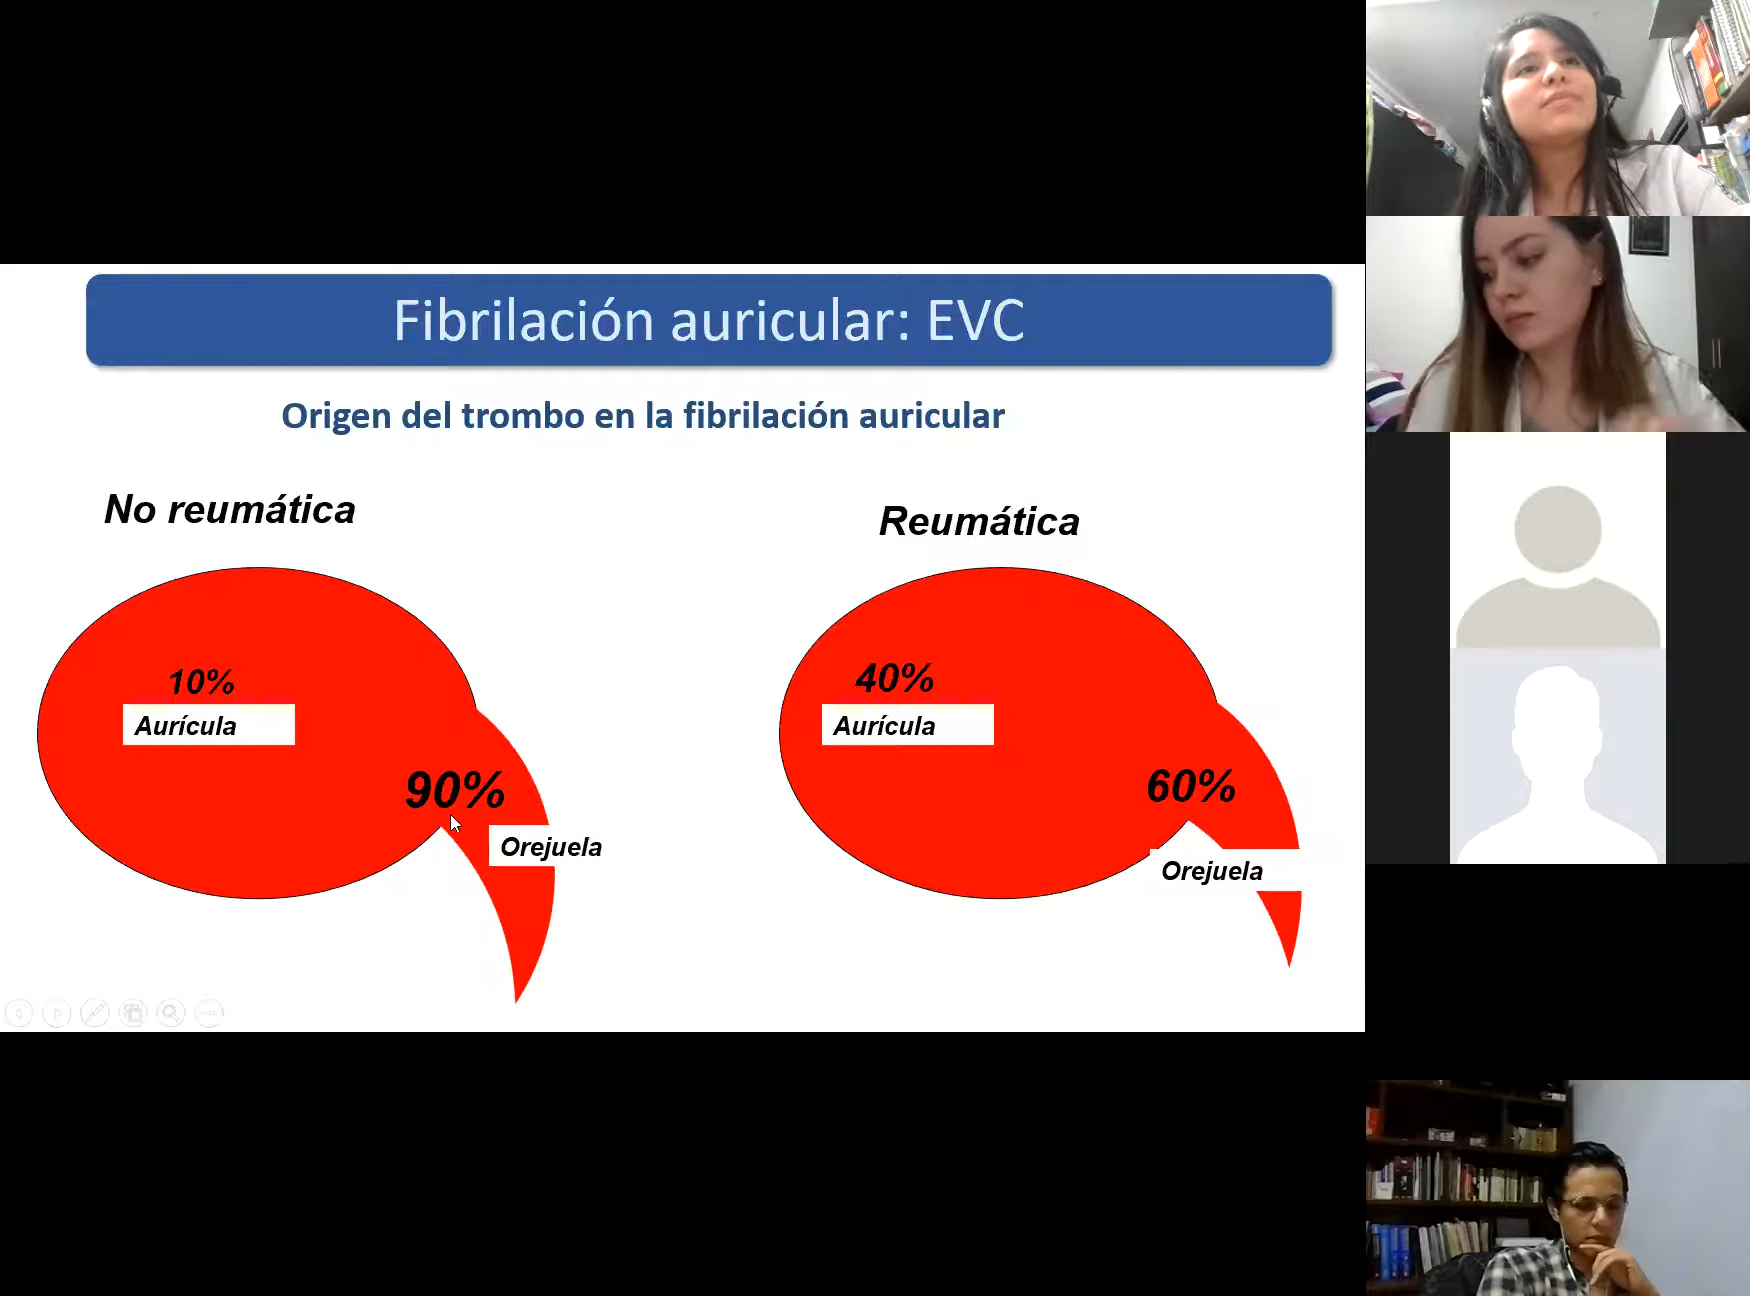 Fibrilación auricular: EVC
Origen del trombo en la fibrilación auricular
No reumática
Reumática
10%
Aurícula
90%
Orejuela
40%
Aurícula
60%
Orejuela